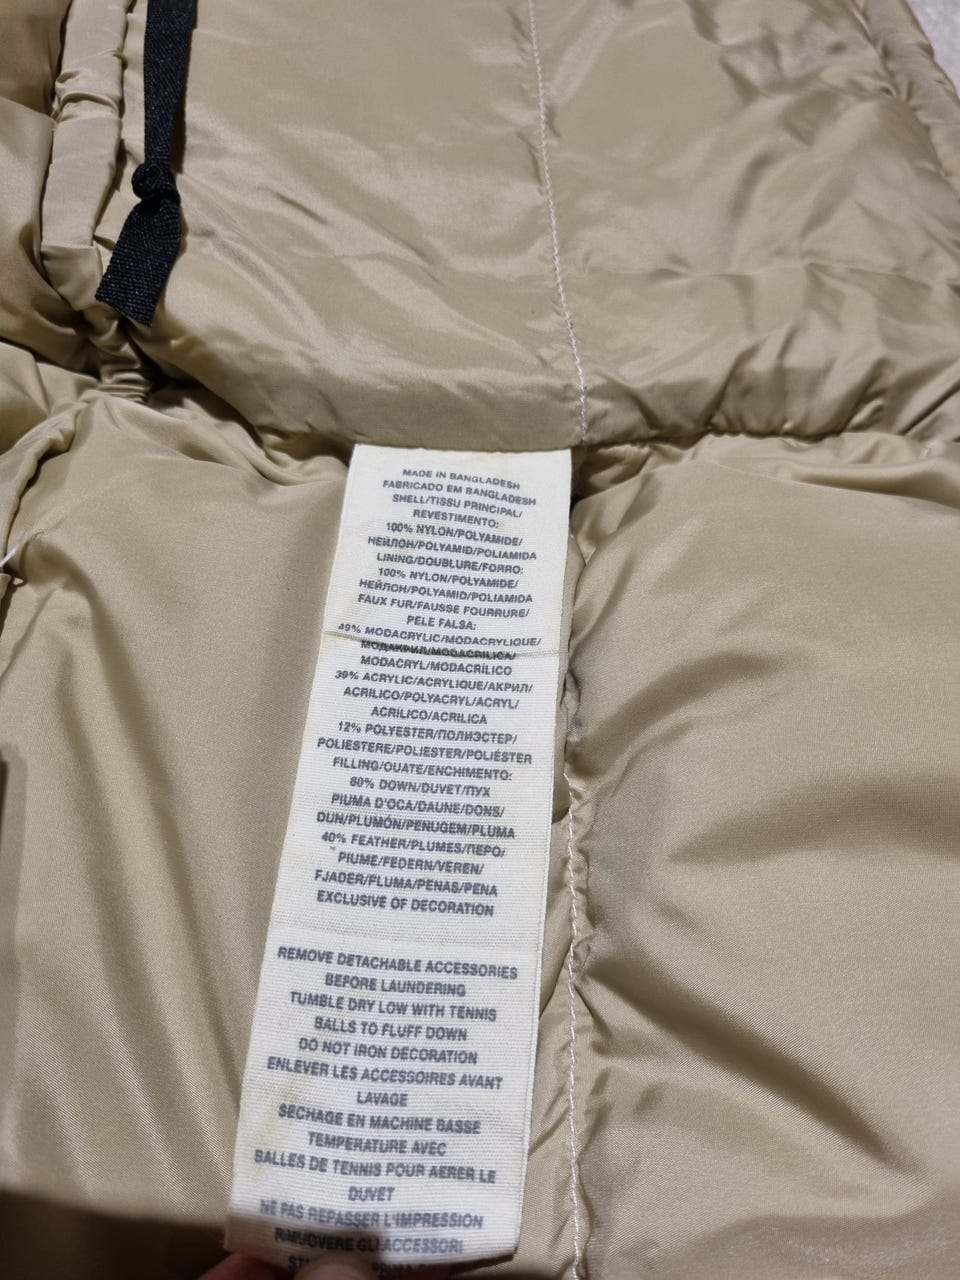 MADE IN BANGLADESH
FABRICADO EM BANGLADESH
SHELL/TISSU PRINCIPAL/
REVESTIMENTO:
100% NYLON/POLYAMIDE/
НЕЙЛОН/POLYAMID/POLIAMIDA
LINING/DOUBLURE/FORRO:
100% NYLON/POLYAMIDE/
НЕЙЛОН/POLYAMID/POLIAMIDA
FAUX FUR/FAUSSE FOURRURE/
PELE FALSA:
49% MODACRYLIC/MODACRYLIQUE/
МОДАКРИЛ/MODACRILICA/
MODACRYL/MODACRÍLICO
39% ACRYLIC/ACRYLIQUE/АКРИЛ/
ACRILICO/POLYACRYL/ACRYL/
ACRÍLICO/ACRILICA
12% POLYESTER/ПОЛИЭСТЕР/
POLIESTERE/POLIESTER/POLIÉSTER
FILLING/OUATE/ENCHIMENTO:
60% DOWN/DUVET/ПУХ
PIUMA D'OCA/DAUNE/DONS/
DUN/PLUMÓN/PENUGEM/PLUMA
40% FEATHER/PLUMES/ПЕРО/
PIUME/FEDERN/VEREN/
FJADER/PLUMA/PENAS/PENA
EXCLUSIVE OF DECORATION
REMOVE DETACHABLE ACCESSORIES
BEFORE LAUNDERING
TUMBLE DRY LOW WITH TENNIS
BALLS TO FLUFF DOWN
DO NOT IRON DECORATION
ENLEVER LES ACCESSOIRES AVANT
LAVAGE
SECHAGE EN MACHINE BASSE
TEMPERATURE AVEC
BALLES DE TENNIS POUR AERER LE
DUVET
NE PAS REPASSER L'IMPRESSION
RIMUOVERE GLI ACCESSORI